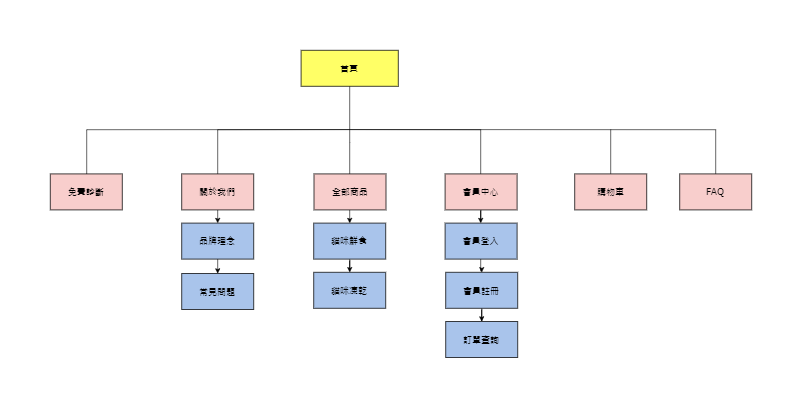 首頁
免費診斷
關於我們
全部商品
會員中心
購物車
FAQ
品牌理念
貓咪鮮食
會員登入
常見問題
貓咪凍乾
會員註冊
訂單查詢